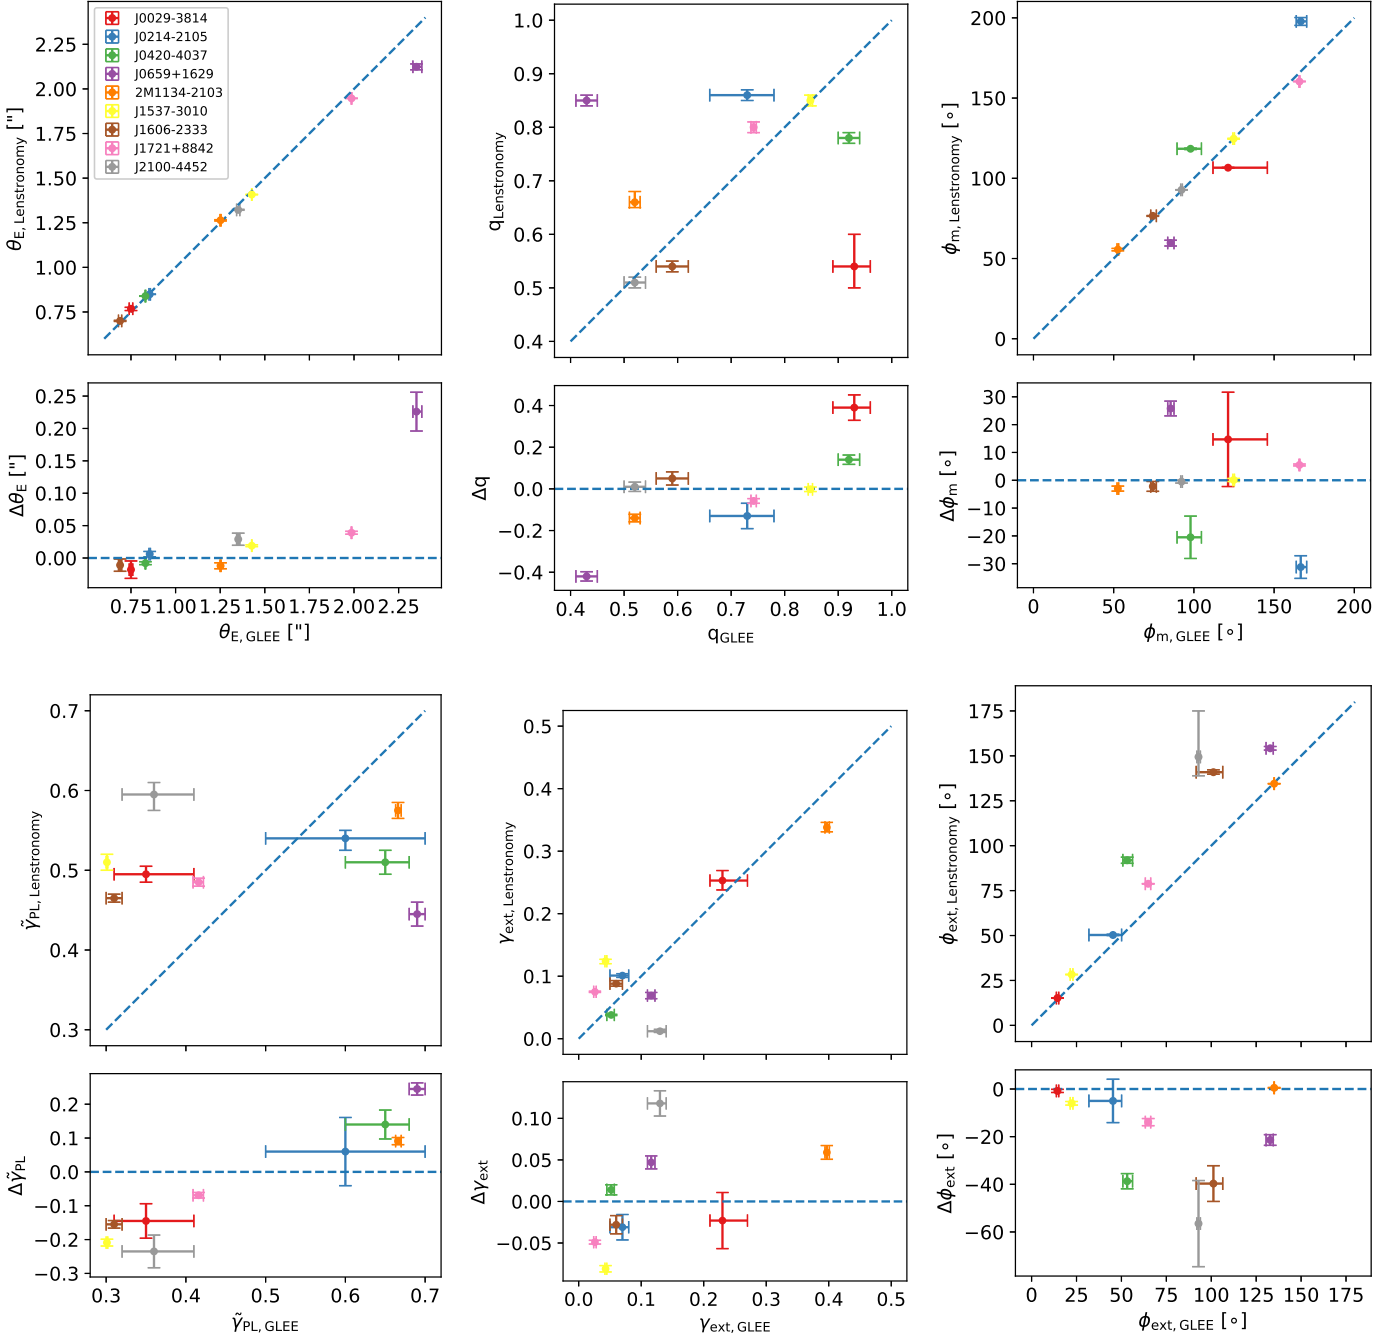 J0029-3814
J0214-2105
J0420-4037
J0659+1629
2M1134-2103
J1537-3010
J1606-2333
J1721+8842
J2100-4452
θE, Lenstronomy ["]
2.25
2.00
1.75
1.50
1.25
1.00
0.75
ΔθE ["]
0.25
0.20
0.15
0.10
0.05
0.00
0.75 1.00 1.25 1.50 1.75 2.00 2.25
θE, GLEE ["]
qLenstronomy
1.0
0.9
0.8
0.7
0.6
0.5
0.4
Δq
0.4
0.2
0.0
−0.2
−0.4
0.4 0.5 0.6 0.7 0.8 0.9 1.0
qGLEE
ϕm, Lenstronomy [∘]
200
150
100
50
0
Δϕm [∘]
30
20
10
0
−10
−20
−30
0 50 100 150 200
ϕm, GLEE [∘]
γ̃PL, Lenstronomy
0.7
0.6
0.5
0.4
0.3
Δγ̃PL
0.2
0.1
0.0
−0.1
−0.2
−0.3
0.3 0.4 0.5 0.6 0.7
γ̃PL, GLEE
γext, Lenstronomy
0.5
0.4
0.3
0.2
0.1
0.0
Δγext
0.10
0.05
0.00
−0.05
0.0 0.1 0.2 0.3 0.4 0.5
γext, GLEE
ϕext, Lenstronomy [∘]
175
150
125
100
75
50
25
0
Δϕext [∘]
0
−20
−40
−60
0 25 50 75 100 125 150 175
ϕext, GLEE [∘]